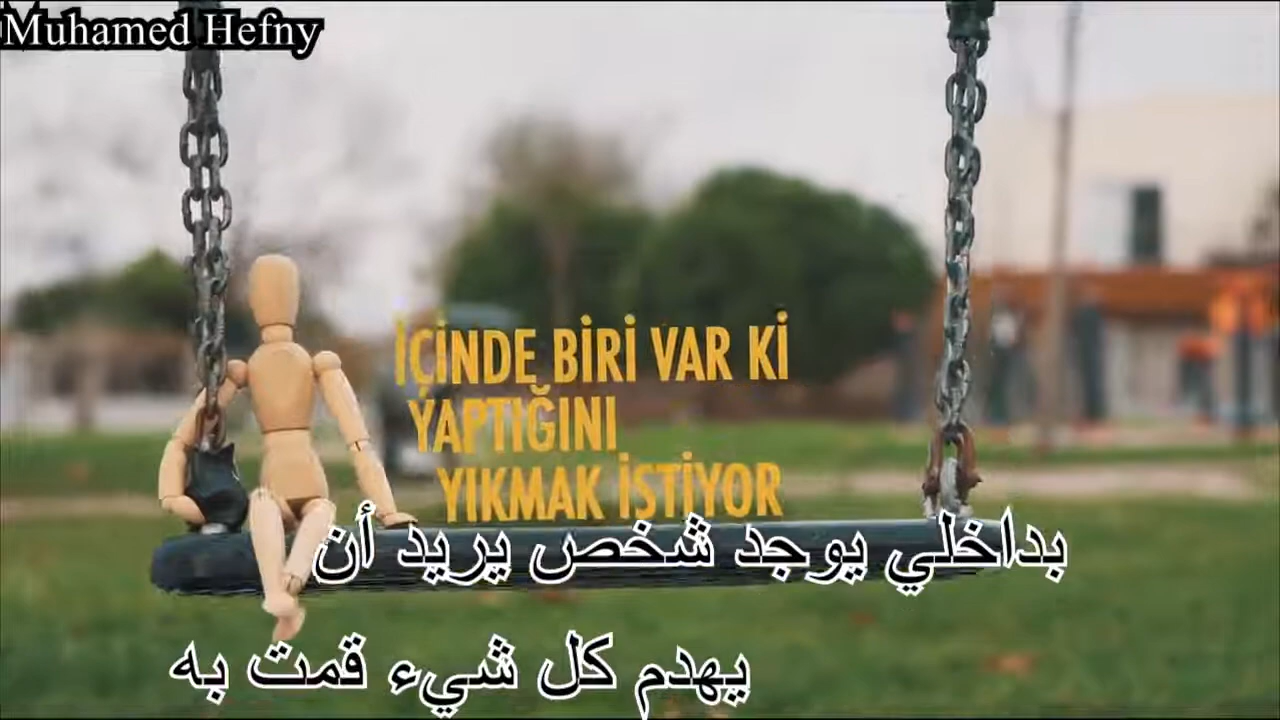 Muhamed Hefny
İÇİNDE BİRİ VAR Kİ
YAPTIĞINI
YIKMAK İSTİYOR
بداخلي يوجد شخص يريد أن
يهدم كل شيء قمت به